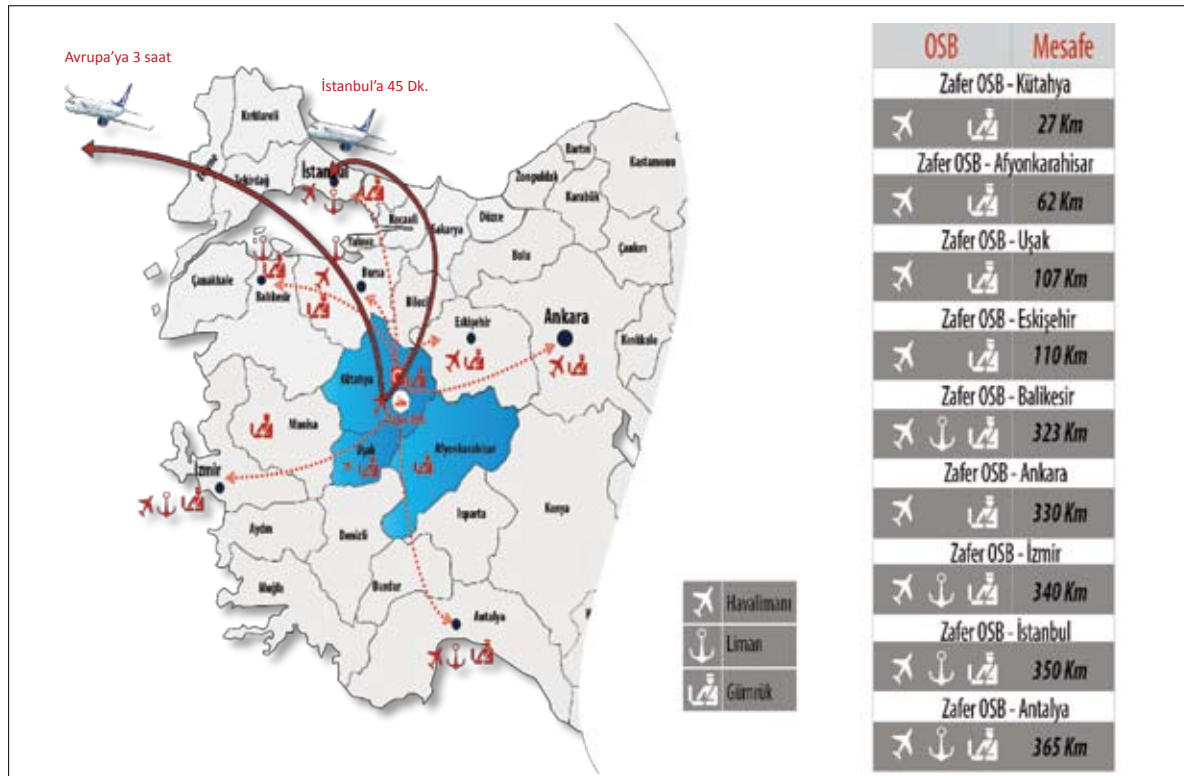 Avrupa'ya 3 saat
İstanbul'a 45 Dk.
Kırklareli
Tekirdağ
İstanbul
Kocaeli
Yalova
Sakarya
Düzce
Zonguldak
Bartın
Karabük
Kastamonu
Çankırı
Bolu
Çanakkale
Balıkesir
Bursa
Bileci
Eskişehir
Ankara
Kırıkkale
Kütahya
Manisa
Uşak
Afyonkarahisar
İzmir
Aydın
Denizli
Isparta
Konya
Muğla
Burdur
Antalya
Havalimanı
Liman
Gümrük
OSB Mesafe
Zafer OSB - Kütahya
27 Km
Zafer OSB - Afyonkarahisar
62 Km
Zafer OSB - Uşak
107 Km
Zafer OSB - Eskişehir
110 Km
Zafer OSB - Balikesir
323 Km
Zafer OSB - Ankara
330 Km
Zafer OSB - İzmir
340 Km
Zafer OSB - İstanbul
350 Km
Zafer OSB - Antalya
365 Km